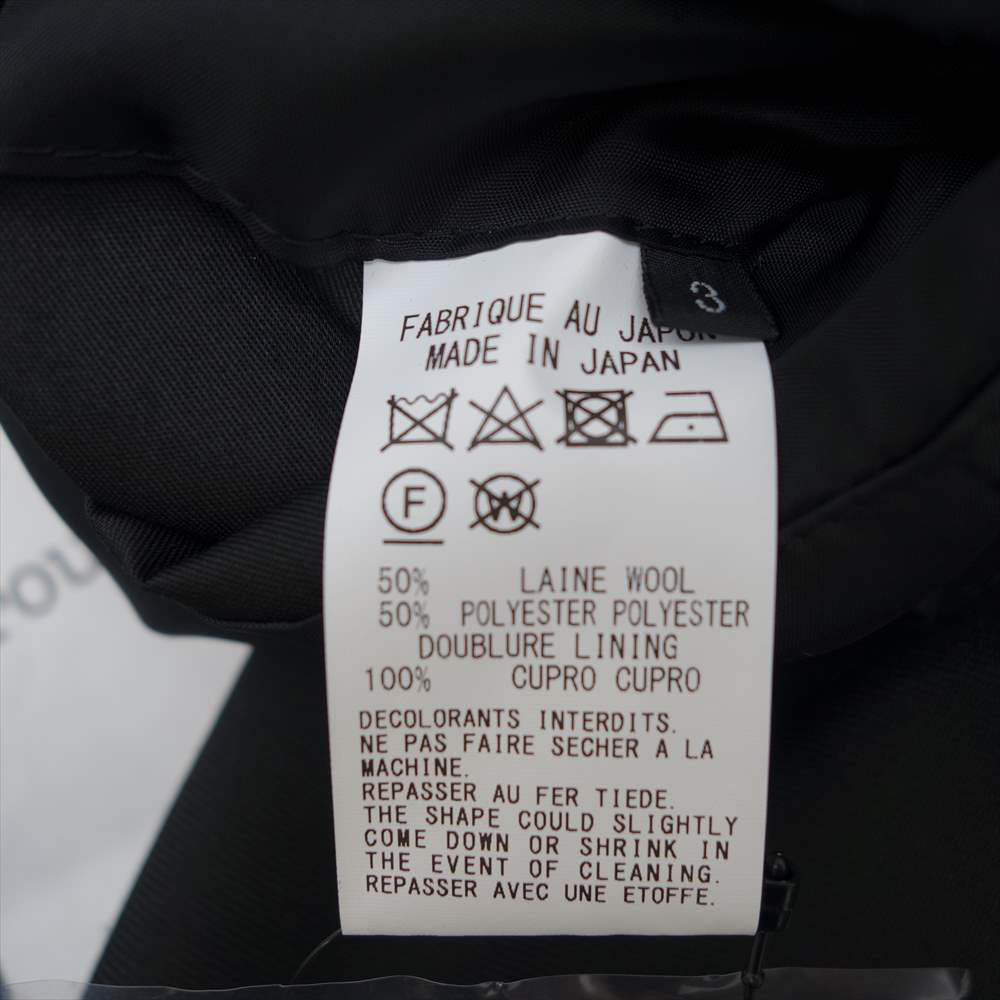 3
FABRIQUE AU JAPON
MADE IN JAPAN
F
W
50% LAINE WOOL
50% POLYESTER POLYESTER
DOUBLURE LINING
100% CUPRO CUPRO
DECOLORANTS INTERDITS.
NE PAS FAIRE SECHER A LA
MACHINE.
REPASSER AU FER TIEDE.
THE SHAPE COULD SLIGHTLY
COME DOWN OR SHRINK IN
THE EVENT OF CLEANING.
REPASSER AVEC UNE ETOFFE.